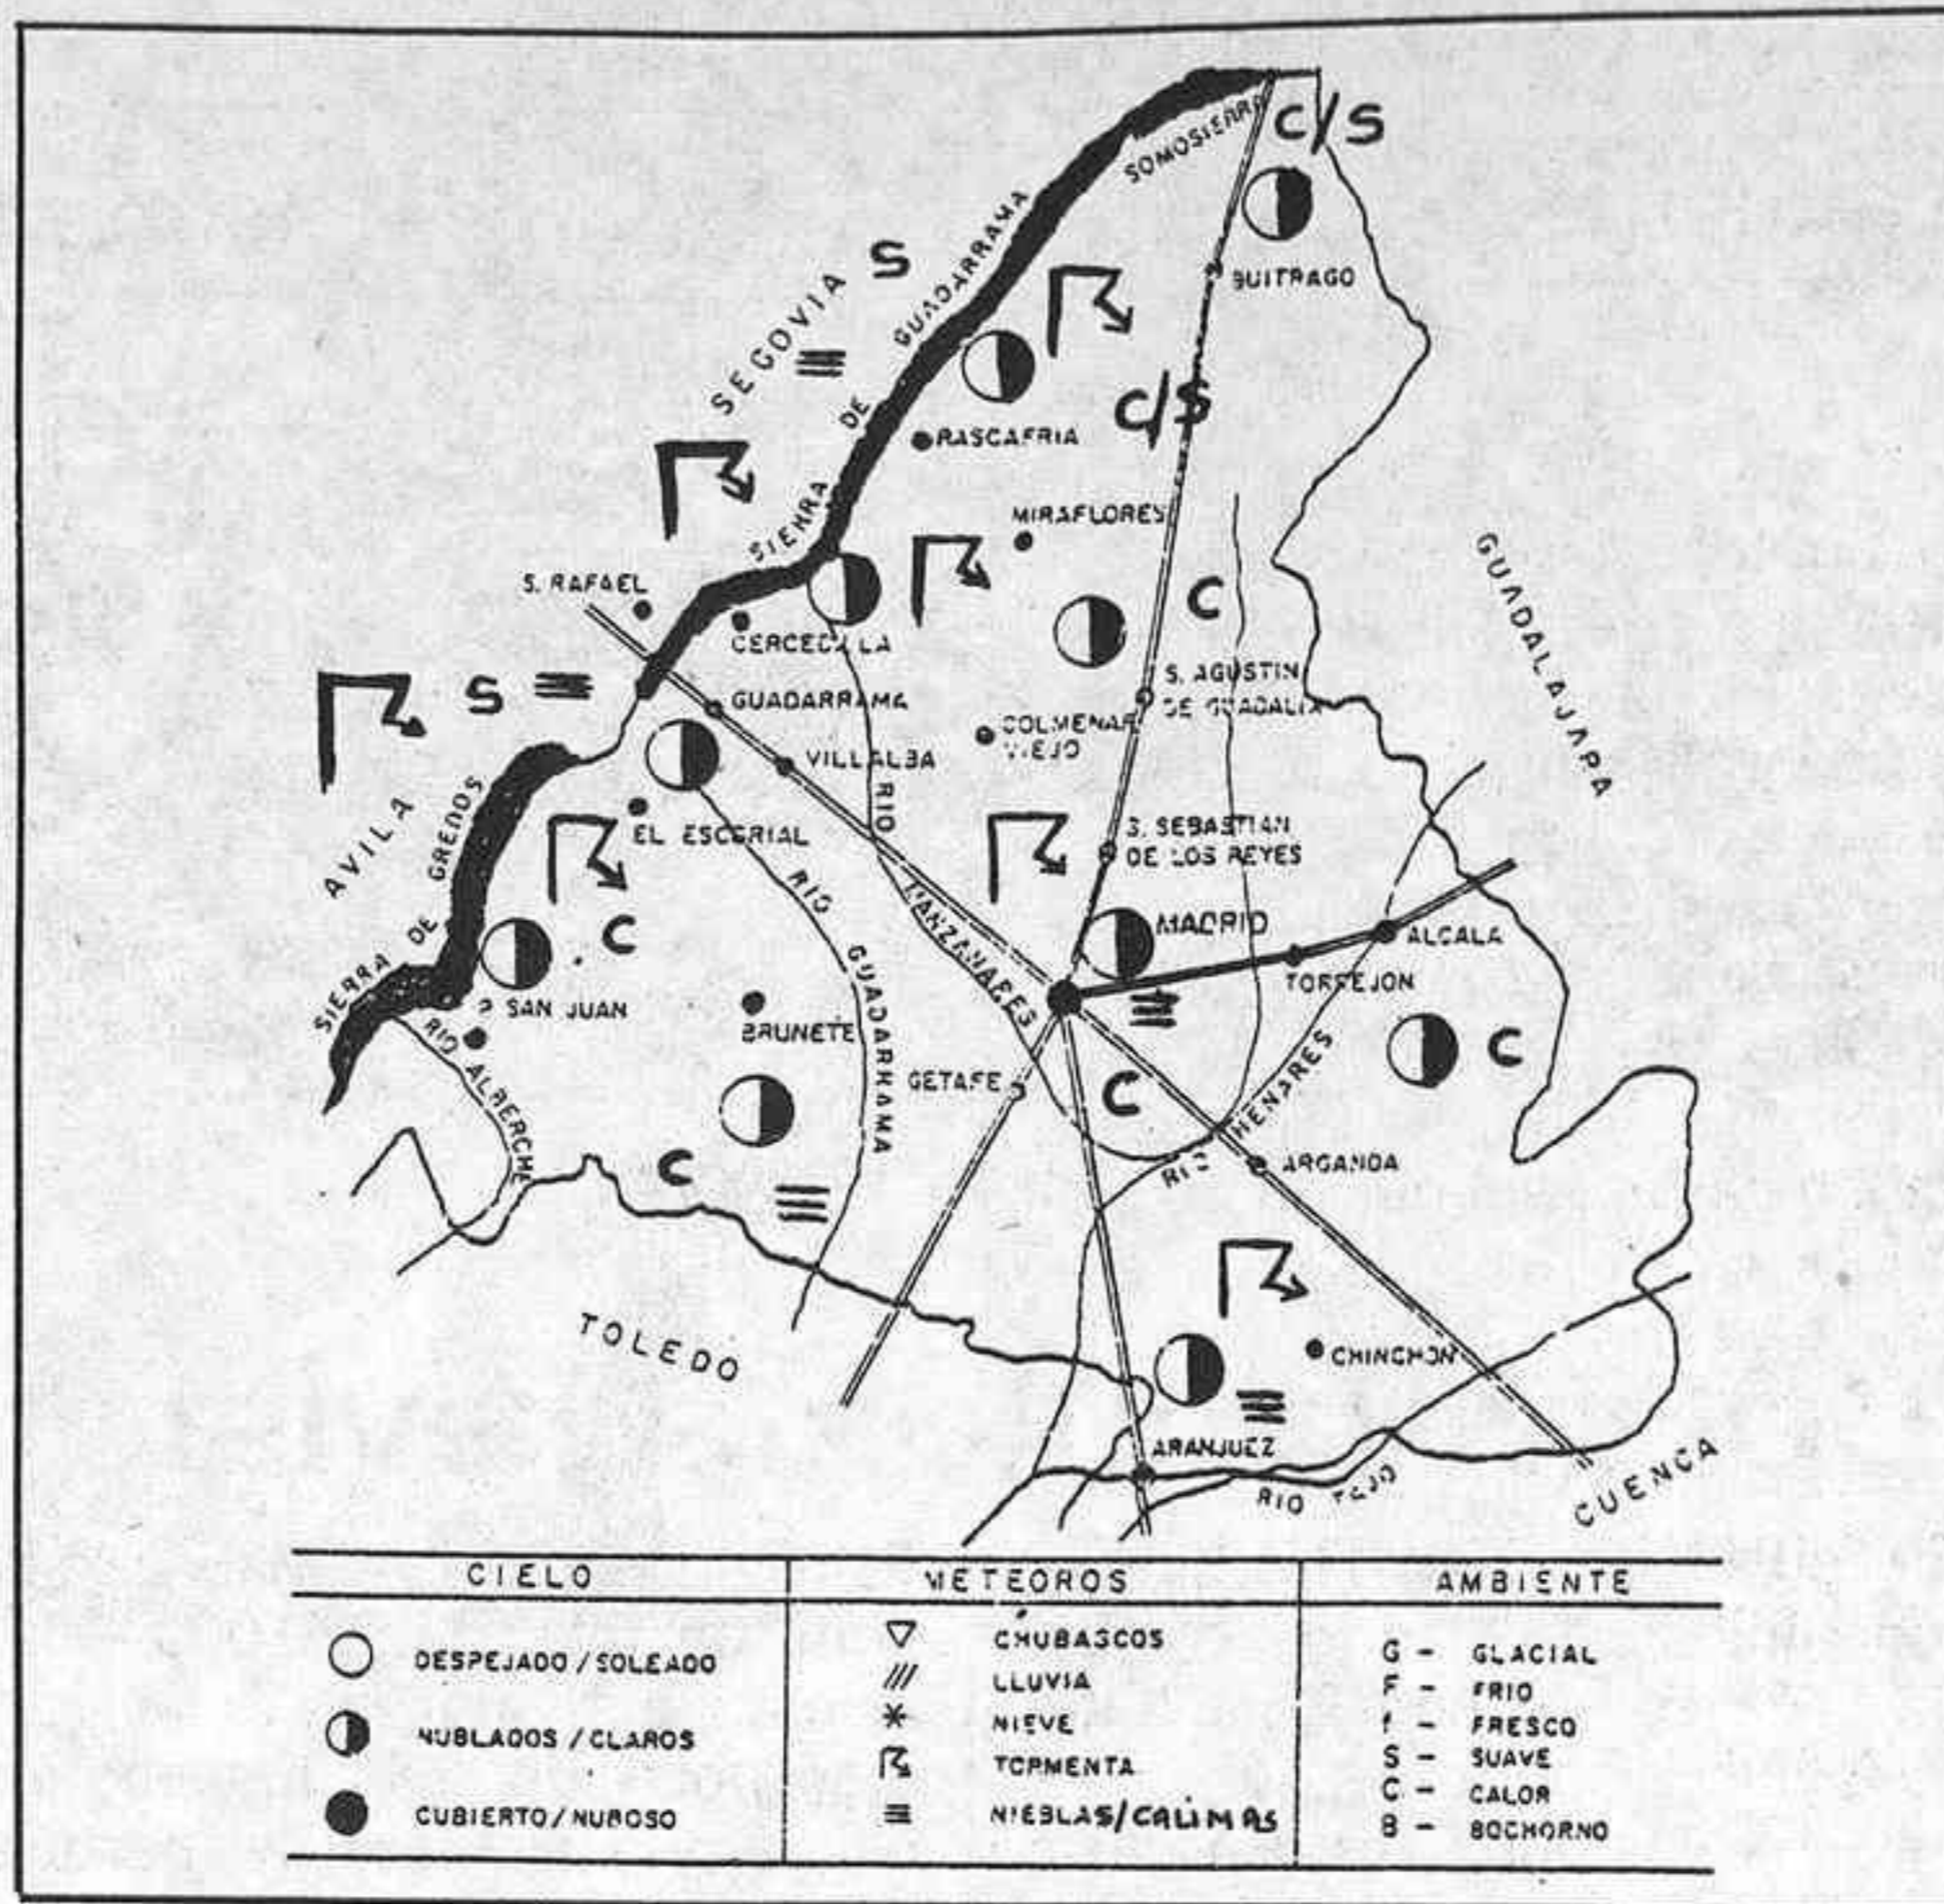 C/S
SOMOSIERRA
BUITRAGO
SEGOVIA
S
SIERRA DE GUADARRAMA
C/S
RASCAFRIA
MIRAFLORES
S. RAFAEL
C
GUADALAJARA
S. AGUSTIN
DE GUADALIX
GUADARRAMA
S
COLMENAR
VIEJO
VILLALBA
AVILA
SIERRA DE GREDOS
EL ESCORIAL
S. SEBASTIAN
DE LOS REYES
RIO MANZANARES
RIO GUADARRAMA
C
MADRID
ALCALA
TORREJON
SAN JUAN
BRUNETE
RIO ALBERCHE
GETAFE
C
C
RIO HENARES
ARGANDA
C
TOLEDO
CHINCHON
ARANJUEZ
RIO TAJO
CUENCA
CIELO
DESPEJADO / SOLEADO
NUBLADOS / CLAROS
CUBIERTO / NUBOSO
METEOROS
CHUBASCOS
LLUVIA
NIEVE
TORMENTA
NIEBLAS/CALIMAS
AMBIENTE
G - GLACIAL
F - FRIO
f - FRESCO
S - SUAVE
C - CALOR
B - BOCHORNO